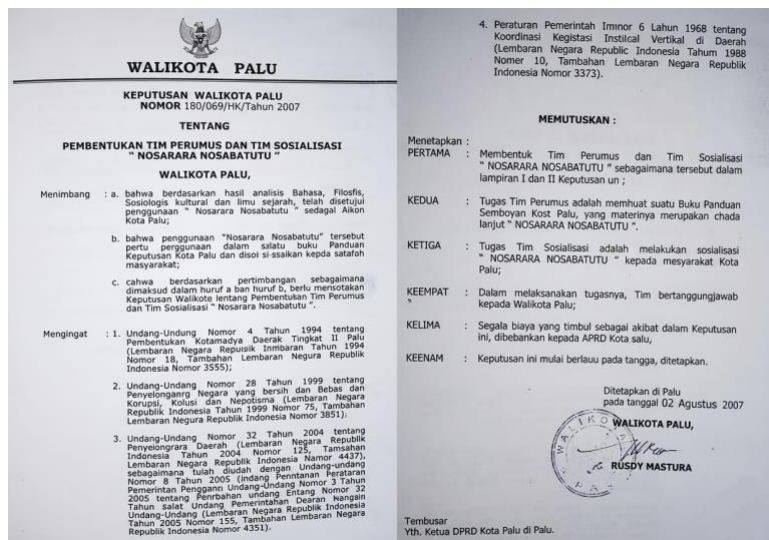 WALIKOTA PALU
KEPUTUSAN WALIKOTA PALU
NOMOR 180/069/HK/Tahun 2007
TENTANG
PEMBENTUKAN TIM PERUMUS DAN TIM SOSIALISASI
“ NOSARARA NOSABATUTU ”
WALIKOTA PALU,
Menimbang : a. bahwa berdasarkan hasil analisis Bahasa, Filosfis,
Sosiologis kultural dan limu sejarah, telah disetujui
penggunaan “ Nosarara Nosabatutu ” sedagal Aikon
Kota Palu;
b. bahwa penggunaan “Nosarara Nosabatutu” tersebut
pertu perggunaan dalam salatu buku Panduan
Keputusan Kota Palu dan disoi si-ssaikan kepda satafoh
masyarakat;
c. cahwa berdasarkan pertimbangan sebagaimana
dimaksud dalam huruf a ban huruf b, berlu mensotakan
Keputusan Walikote lentang Pembentukan Tim Perumus
dan Tim Sosialisasi “ Nosarara Nosabatutu ”.
Mengingat : 1. Undang-Undung Nomor 4 Tahun 1994 tentang
Pembentukan Kotamadya Daerak Tingkat II Palu
(Lembaran Negara Repuisik Inmbaran Tahun 1994
Nomor 18, Tambahan Lembaran Negura Republik
Indonesia Nomor 3555);
2. Undang-Undang Nomor 28 Tahun 1999 tentang
Penyelonganrg Negara yang bersih dan Bebas dan
Korupsi, Kolusi dan Nepotisma (Lembaran Negara
Republik Indonesia Tahun 1999 Nomor 75, Tambahan
Lembaran Negura Republik Indonesia Nomor 3851);
3. Undang-Undang Nomor 32 Tahun 2004 tentang
Penyelongrara Daerah (Lembaran Negara Republik
Indonesia Tahun 2004 Nomor 125, Tamsahan
Lembaran Negara Republik Indonesia Namor 4437),
sebagaimana tulah diudah dengan Undang-undang
Nomor 8 Tahun 2005 (indang Penntanan Perataran
Pemerintan Penggann Undang-Undang Nomor 3 Tahun
2005 tentang Penrbahan undang Entang Nomor 32
Tahun Salat Undang Pemerintahan Dearan Nangain
Undang-Undang (Lembaran Negara Republik Indonesia
Tahun 2005 Nomor 155, Tambahan Lembaran Negara
Republik Indonesia Nomor 4351).
4. Peraturan Pemerintah Imnor 6 Lahun 1968 tentang
Koordinasi Kegistasi Instilcal Vertikal di Daerah
(Lembaran Negara Republic Indonesia Tahum 1988
Nomer 10, Tambahan Lembaran Negara Republik
Indonesia Nomor 3373).
MEMUTUSKAN :
Menetapkan :
PERTAMA : Membentuk Tim Perumus dan Tim Sosialisasi
“ NOSARARA NOSABATUTU ” sebagaimana tersebut dalam
lampiran I dan II Keputusan un ;
KEDUA : Tugas Tim Perumus adalah memhuat suatu Buku Panduan
Semboyan Kost Palu, yang materinya merupakan chada
lanjut “ NOSARARA NOSABATUTU ”.
KETIGA : Tugas Tim Sosialisasi adalah melakukan sosialisasi
“ NOSARARA NOSABATUTU ” kepada mesyarakat Kota
Palu;
KEEMPAT : Dalam melaksanakan tugasnya, Tim bertanggungjawab
kepada Walikota Palu;
KELIMA : Segala biaya yang timbul sebagai akibat dalam Keputusan
ini, dibebankan kepada APRD Kota salu,
KEENAM : Keputusan ini mulai berlauu pada tangga, ditetapkan.
Ditetapkan di Palu
pada tanggal 02 Agustus 2007
WALIKOTA PALU,
RUSDY MASTURA
Tembusar
Yth. Ketua DPRD Kota Palu di Palu.